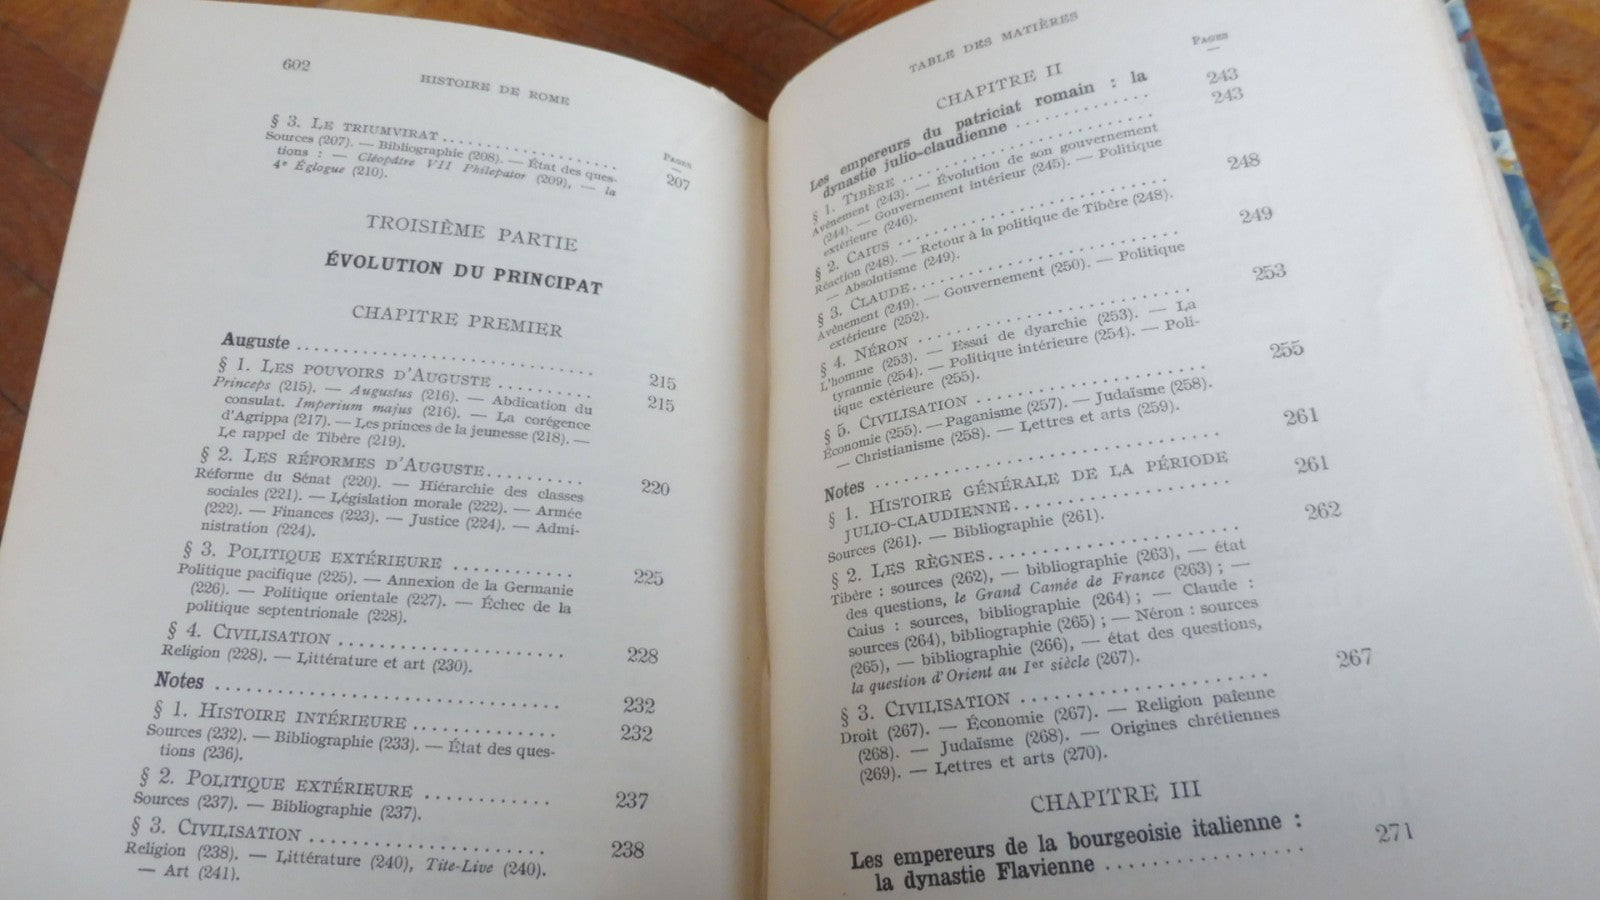 602
HISTOIRE DE ROME
Pages
§ 3. Le triumvirat .................... 207
Sources (207). — Bibliographie (208). — État des ques-
tions : — Cléopâtre VII Philopator (209), — la
4e Églogue (210).
TROISIÈME PARTIE
ÉVOLUTION DU PRINCIPAT
CHAPITRE PREMIER
Auguste .................... 215
§ 1. Les pouvoirs d'Auguste .......... 215
Princeps (215). — Augustus (216). — Abdication du
consulat. Imperium majus (216). — La corégence
d'Agrippa (217). — Les princes de la jeunesse (218). —
Le rappel de Tibère (219).
§ 2. Les réformes d'Auguste .......... 220
Réforme du Sénat (220). — Hiérarchie des classes
sociales (221). — Législation morale (222). — Armée
(222). — Finances (223). — Justice (224). — Admi-
nistration (224).
§ 3. Politique extérieure .......... 225
Politique pacifique (225). — Annexion de la Germanie
(226). — Politique orientale (227). — Échec de la
politique septentrionale (228).
§ 4. Civilisation .................... 228
Religion (228). — Littérature et art (230).
Notes .................... 232
§ 1. Histoire intérieure .......... 232
Sources (232). — Bibliographie (233). — État des ques-
tions (236).
§ 2. Politique extérieure .......... 237
Sources (237). — Bibliographie (237).
§ 3. Civilisation .................... 238
Religion (238). — Littérature (240), Tite-Live (240).
— Art (241).
TABLE DES MATIÈRES
Pages
CHAPITRE II
Les empereurs du patriciat romain : la
dynastie julio-claudienne .......... 243
§ 1. Tibère .................... 243
Avènement (243). — Évolution de son gouvernement
(244). — Gouvernement intérieur (245). — Politique
extérieure (246).
§ 2. Caius .................... 248
Réaction (248). — Retour à la politique de Tibère (248).
— Absolutisme (249).
§ 3. Claude .................... 249
Avènement (249). — Gouvernement (250). — Politique
extérieure (252).
§ 4. Néron .................... 253
L'homme (253). — Essai de dyarchie (253). — La
tyrannie (254). — Politique intérieure (254). — Poli-
tique extérieure (255).
§ 5. Civilisation .................... 255
Économie (255). — Paganisme (257). — Judaïsme (258).
— Christianisme (258). — Lettres et arts (259).
Notes .................... 261
§ 1. Histoire générale de la période
julio-claudienne .................... 261
Sources (261). — Bibliographie (261).
§ 2. Les règnes .................... 262
Tibère : sources (262), — bibliographie (263), — état
des questions, le Grand Camée de France (263) ; —
Caius : sources, bibliographie (264) ; — Claude :
sources (264), bibliographie (265) ; — Néron : sources
(265), — bibliographie (266), — état des questions,
la question d'Orient au Ier siècle (267).
§ 3. Civilisation .................... 267
Droit (267). — Économie (267). — Religion païenne
(268). — Judaïsme (268). — Origines chrétiennes
(269). — Lettres et arts (270).
CHAPITRE III
Les empereurs de la bourgeoisie italienne :
la dynastie Flavienne .................... 271